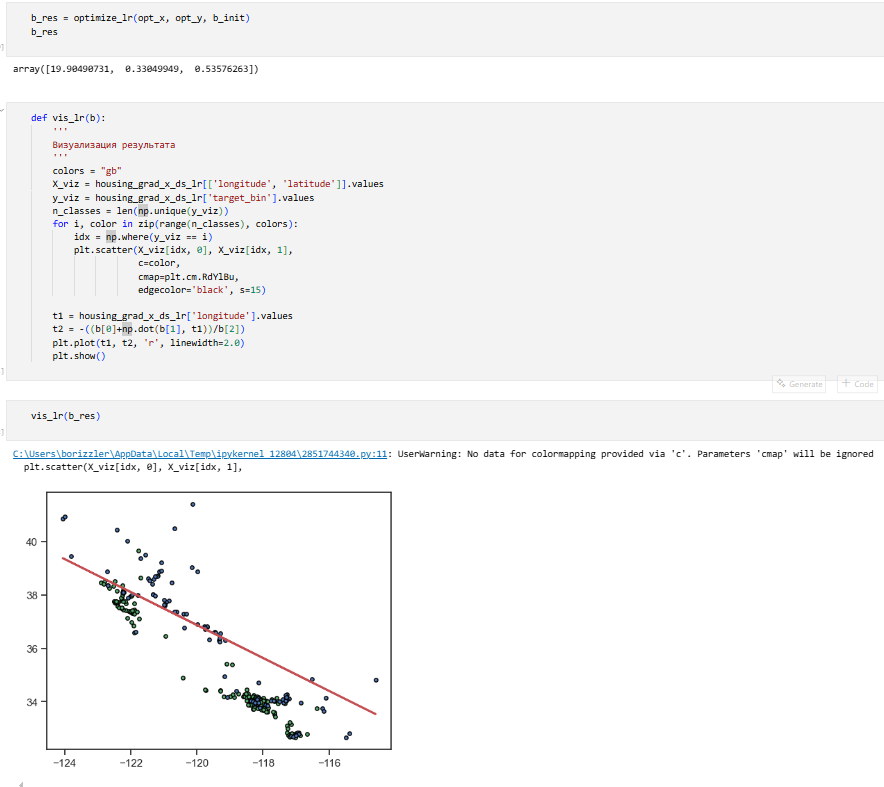 b_res = optimize_lr(opt_x, opt_y, b_init)
b_res
array([19.90490731,  0.33049949,  0.53576263])
def vis_lr(b):
'''
Визуализация результата
'''
colors = "gb"
X_viz = housing_grad_x_ds_lr[['longitude', 'latitude']].values
y_viz = housing_grad_x_ds_lr['target_bin'].values
n_classes = len(np.unique(y_viz))
for i, color in zip(range(n_classes), colors):
idx = np.where(y_viz == i)
plt.scatter(X_viz[idx, 0], X_viz[idx, 1],
c=color,
cmap=plt.cm.RdYlBu,
edgecolor='black', s=15)
t1 = housing_grad_x_ds_lr['longitude'].values
t2 = -((b[0]+np.dot(b[1], t1))/b[2])
plt.plot(t1, t2, 'r', linewidth=2.0)
plt.show()
Generate
Code
vis_lr(b_res)
C:\Users\borizzler\AppData\Local\Temp\ipykernel_12804\2851744340.py:11: UserWarning: No data for colormapping provided via 'c'. Parameters 'cmap' will be ignored
plt.scatter(X_viz[idx, 0], X_viz[idx, 1],
40
38
36
34
−124
−122
−120
−118
−116